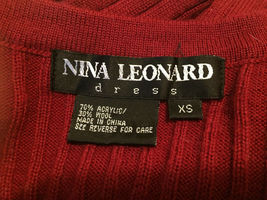 NINA LEONARD
dress
70% ACRYLIC/
30% WOOL
MADE IN CHINA
SEE REVERSE FOR CARE
XS